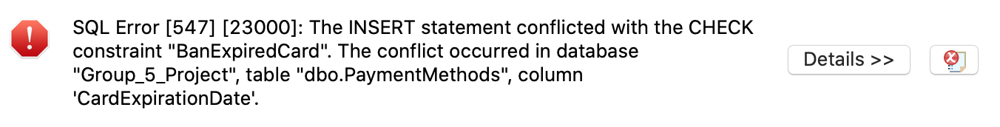 SQL Error [547] [23000]: The INSERT statement conflicted with the CHECK
constraint "BanExpiredCard". The conflict occurred in database
"Group_5_Project", table "dbo.PaymentMethods", column
'CardExpirationDate'.
Details >>